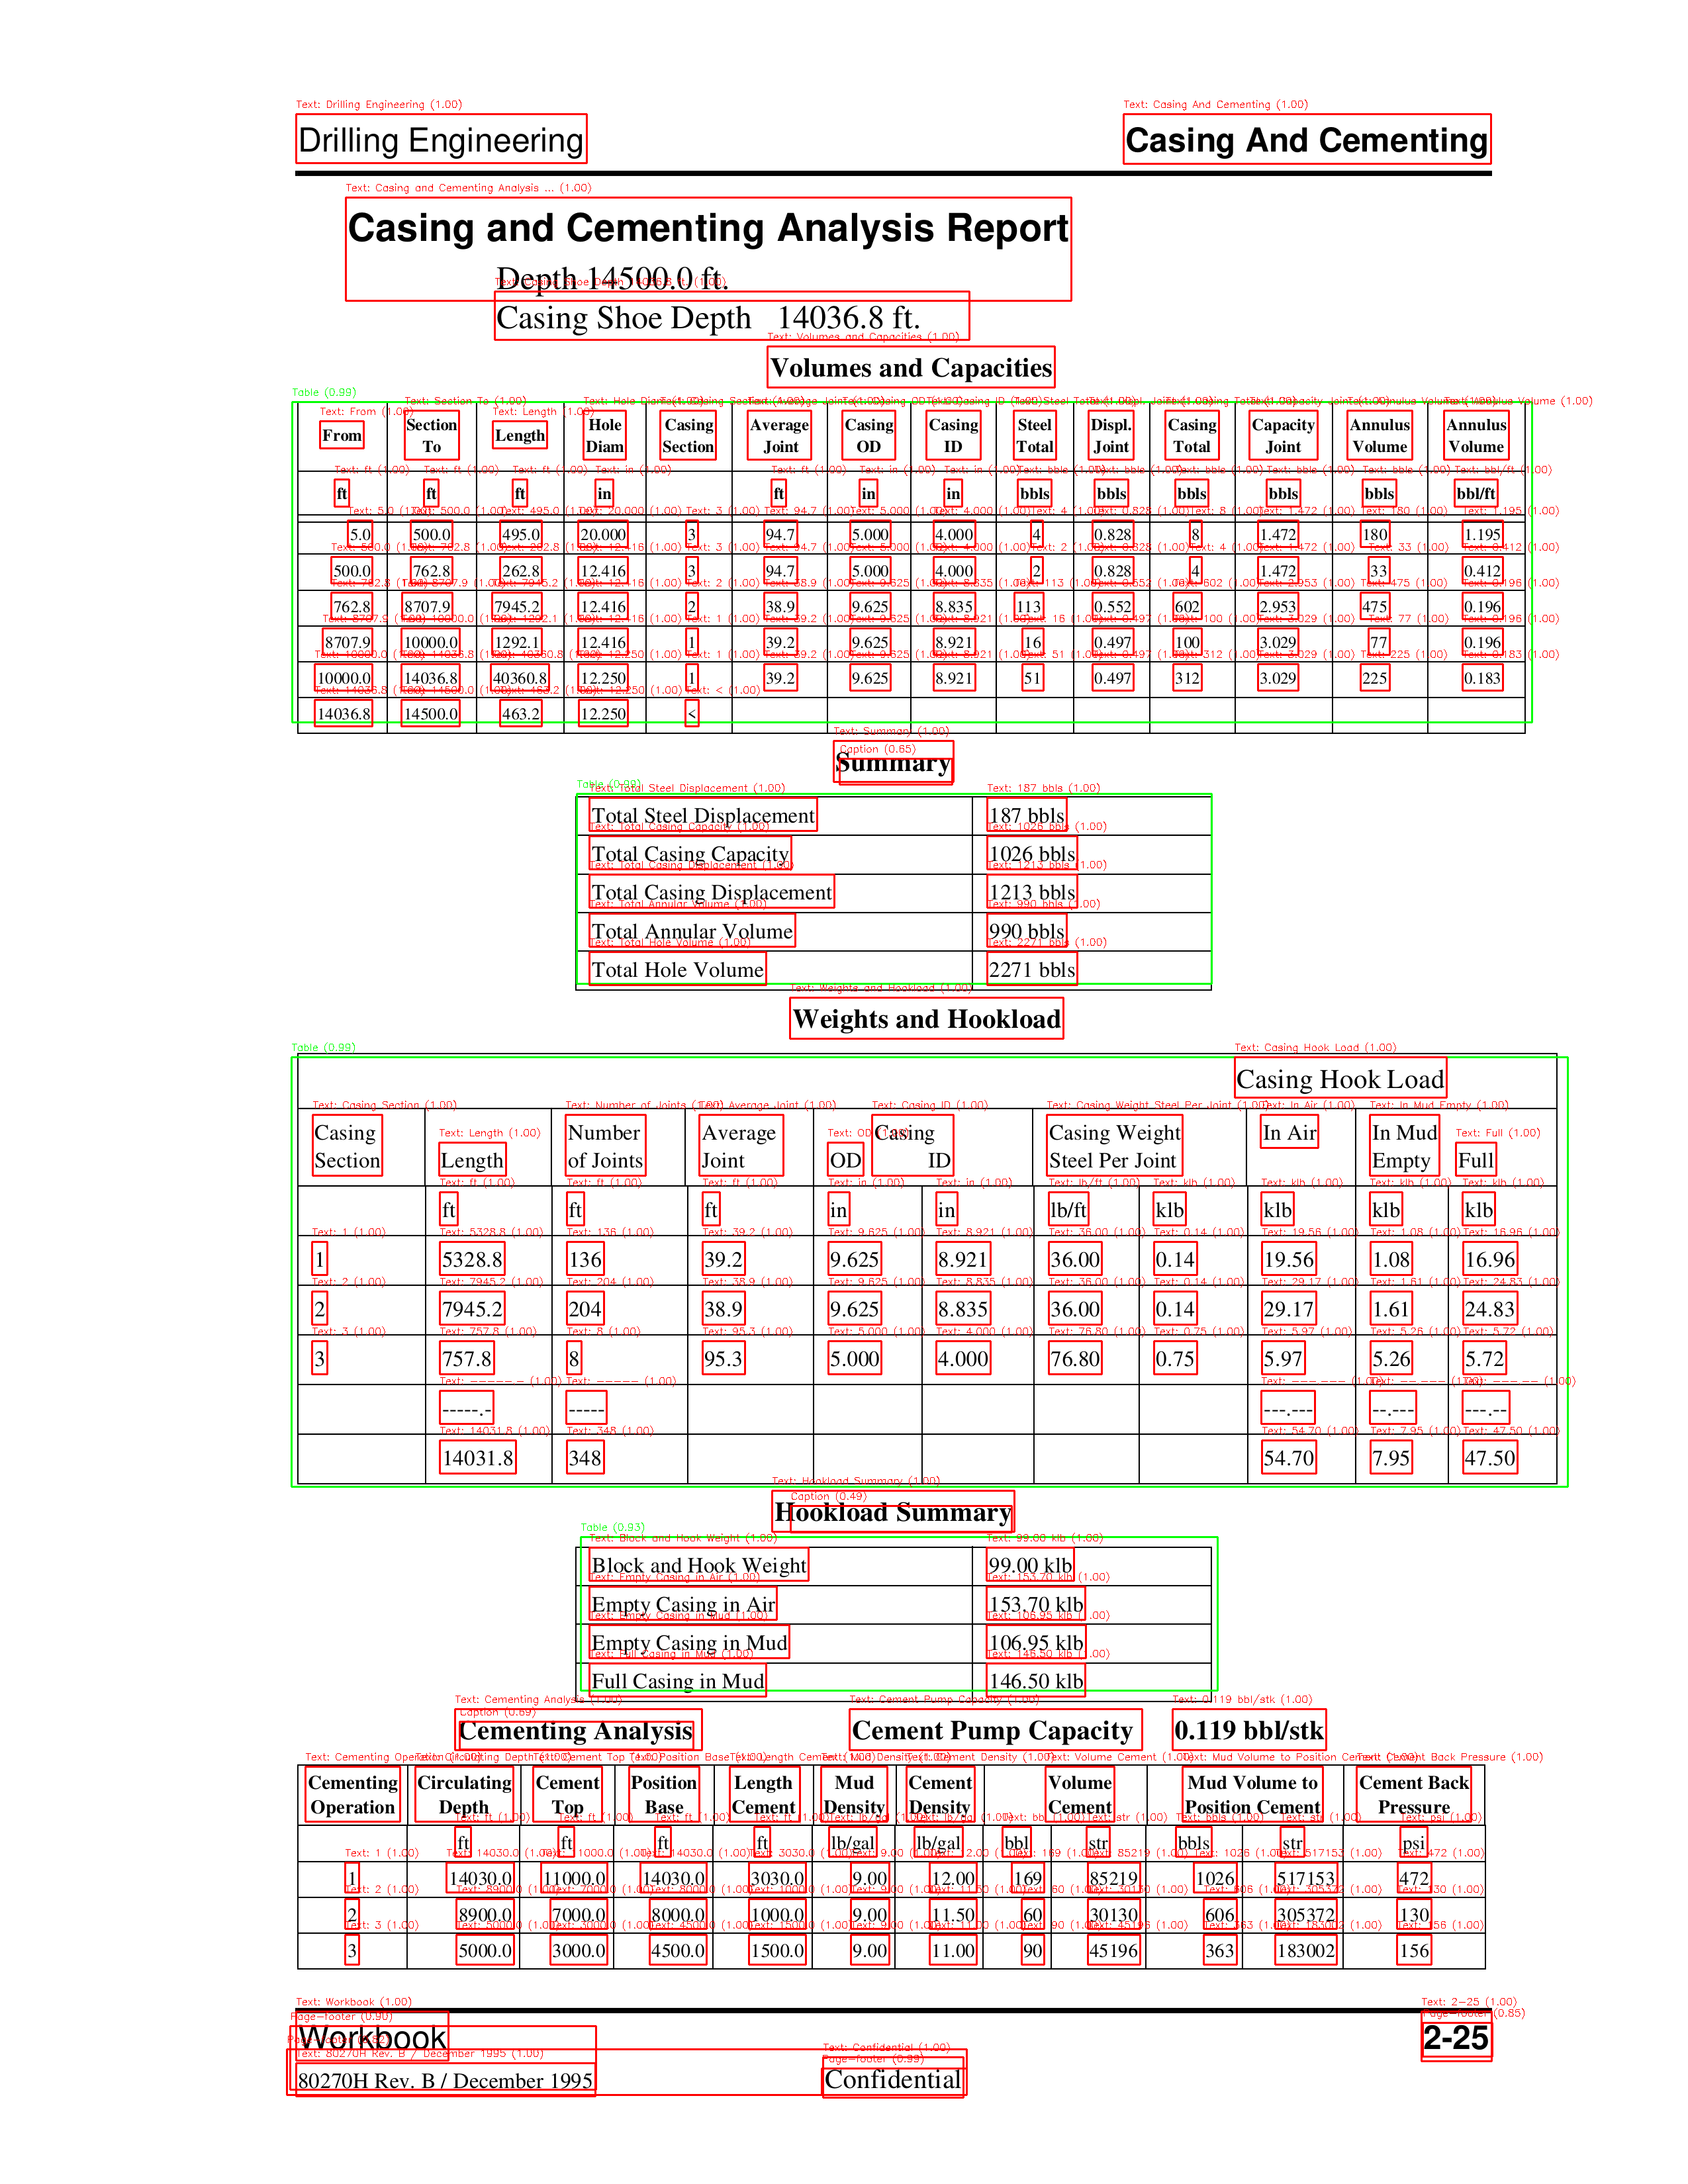 Drilling Engineering Casing And Cementing
Casing and Cementing Analysis Report
Depth 14500.0 ft.
Casing Shoe Depth 14036.8 ft.
Volumes and Capacities
From Section To Length Hole Diam Casing Section Average Joint Casing OD Casing ID Steel Total Displ. Joint Casing Total Capacity Joint Annulus Volume Annulus Volume
ft ft ft in ft in in bbls bbls bbls bbls bbls bbl/ft
5.0 500.0 495.0 20.000 3 94.7 5.000 4.000 4 0.828 8 1.472 180 1.195
500.0 762.8 262.8 12.416 3 94.7 5.000 4.000 2 0.828 4 1.472 33 0.412
762.8 8707.9 7945.2 12.416 2 38.9 9.625 8.835 113 0.552 602 2.953 475 0.196
8707.9 10000.0 1292.1 12.416 1 39.2 9.625 8.921 16 0.497 100 3.029 77 0.196
10000.0 14036.8 40360.8 12.250 1 39.2 9.625 8.921 51 0.497 312 3.029 225 0.183
14036.8 14500.0 463.2 12.250 <
Summary
Total Steel Displacement 187 bbls
Total Casing Capacity 1026 bbls
Total Casing Displacement 1213 bbls
Total Annular Volume 990 bbls
Total Hole Volume 2271 bbls
Weights and Hookload
Casing Hook Load
Casing Section Length Number of Joints Average Joint OD Casing ID Casing Weight Steel Per Joint In Air In Mud Empty Full
ft ft ft in in lb/ft klb klb klb klb
1 5328.8 136 39.2 9.625 8.921 36.00 0.14 19.56 1.08 16.96
2 7945.2 204 38.9 9.625 8.835 36.00 0.14 29.17 1.61 24.83
3 757.8 8 95.3 5.000 4.000 76.80 0.75 5.97 5.26 5.72
-----.- ----- ---.--- --.--- ---.--
14031.8 348 54.70 7.95 47.50
Hookload Summary
Block and Hook Weight 99.00 klb
Empty Casing in Air 153.70 klb
Empty Casing in Mud 106.95 klb
Full Casing in Mud 146.50 klb
Cementing Analysis Cement Pump Capacity 0.119 bbl/stk
Cementing Operation Circulating Depth Cement Top Position Base Length Cement Mud Density Cement Density Volume Cement Mud Volume to Position Cement Cement Back Pressure
ft ft ft ft lb/gal lb/gal bbl str bbls str psi
1 14030.0 11000.0 14030.0 3030.0 9.00 12.00 169 85219 1026 517153 472
2 8900.0 7000.0 8000.0 1000.0 9.00 11.50 60 30130 606 305372 130
3 5000.0 3000.0 4500.0 1500.0 9.00 11.00 90 45196 363 183002 156
Workbook 2-25
80270H Rev. B / December 1995 Confidential